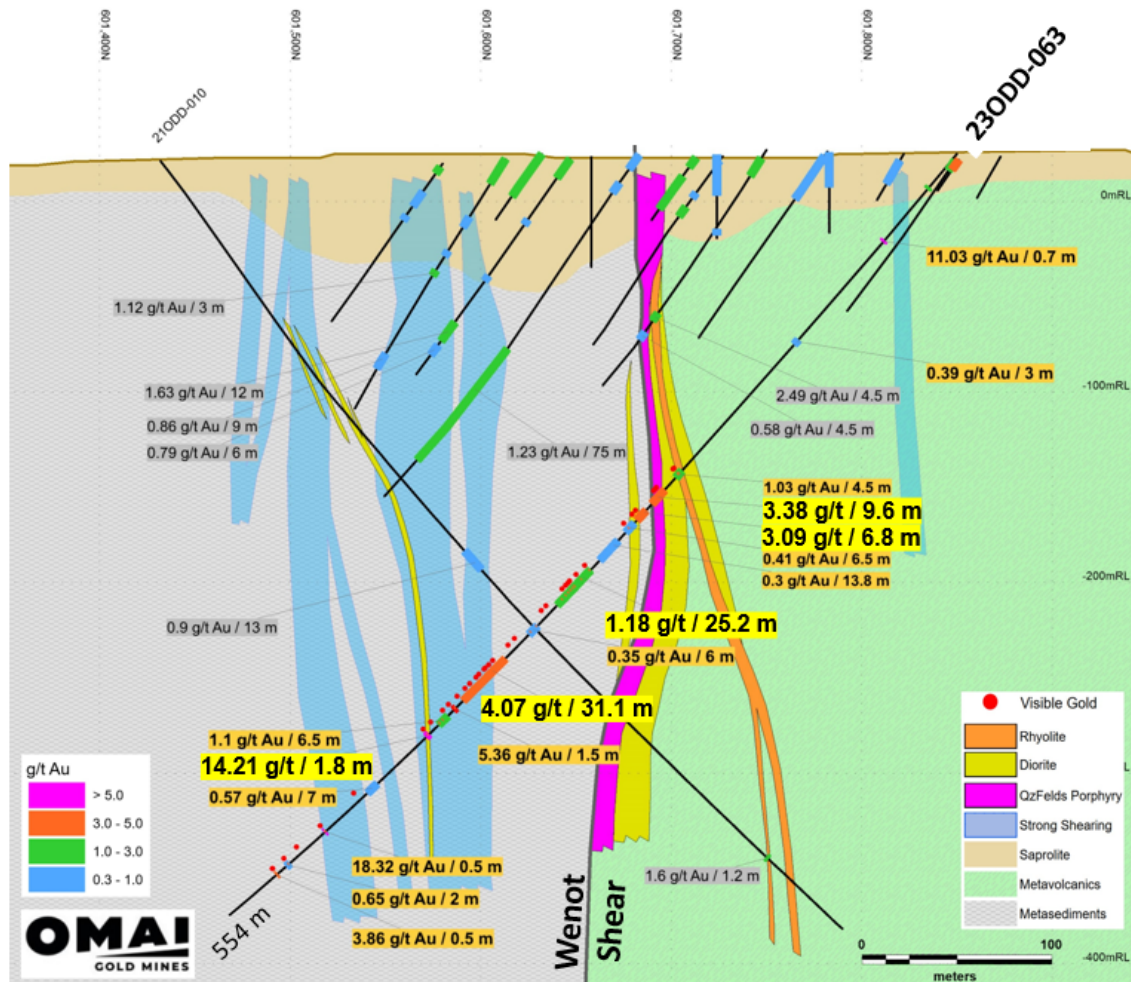 601,400N
601,500N
601,600N
601,700N
601,800N
21ODD-010
23ODD-063
0mRL
11.03 g/t Au / 0.7 m
1.12 g/t Au / 3 m
0.39 g/t Au / 3 m
-100mRL
1.63 g/t Au / 12 m
2.49 g/t Au / 4.5 m
0.86 g/t Au / 9 m
0.58 g/t Au / 4.5 m
0.79 g/t Au / 6 m
1.23 g/t Au / 75 m
1.03 g/t Au / 4.5 m
3.38 g/t / 9.6 m
3.09 g/t / 6.8 m
0.41 g/t Au / 6.5 m
0.3 g/t Au / 13.8 m
-200mRL
0.9 g/t Au / 13 m
1.18 g/t / 25.2 m
0.35 g/t Au / 6 m
4.07 g/t / 31.1 m
1.1 g/t Au / 6.5 m
5.36 g/t Au / 1.5 m
14.21 g/t / 1.8 m
0.57 g/t Au / 7 m
18.32 g/t Au / 0.5 m
0.65 g/t Au / 2 m
3.86 g/t Au / 0.5 m
1.6 g/t Au / 1.2 m
554 m
Wenot
Shear
g/t Au
> 5.0
3.0 - 5.0
1.0 - 3.0
0.3 - 1.0
OMAI
GOLD MINES
Visible Gold
Rhyolite
Diorite
QzFelds Porphyry
Strong Shearing
Saprolite
Metavolcanics
Metasediments
0 100
meters
-400mRL